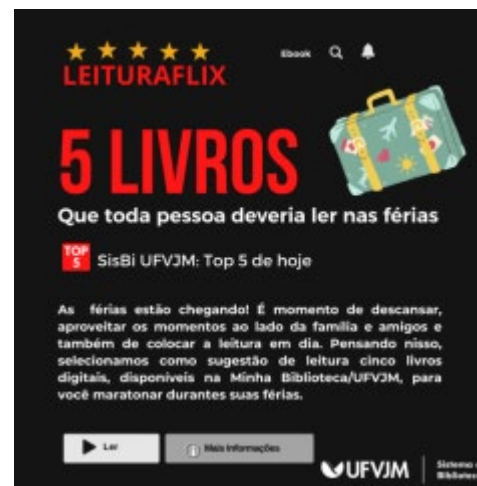 Ebook
LEITURAFLIX
5 LIVROS
Que toda pessoa deveria ler nas férias
TOP
5
SisBi UFVJM: Top 5 de hoje
As férias estão chegando! É momento de descansar,
aproveitar os momentos ao lado da família e amigos e
também de colocar a leitura em dia. Pensando nisso,
selecionamos como sugestão de leitura cinco livros
digitais, disponíveis na Minha Biblioteca/UFVJM, para
você maratonar durantes suas férias.
Ler
Mais Informações
UFVJM
Sistema